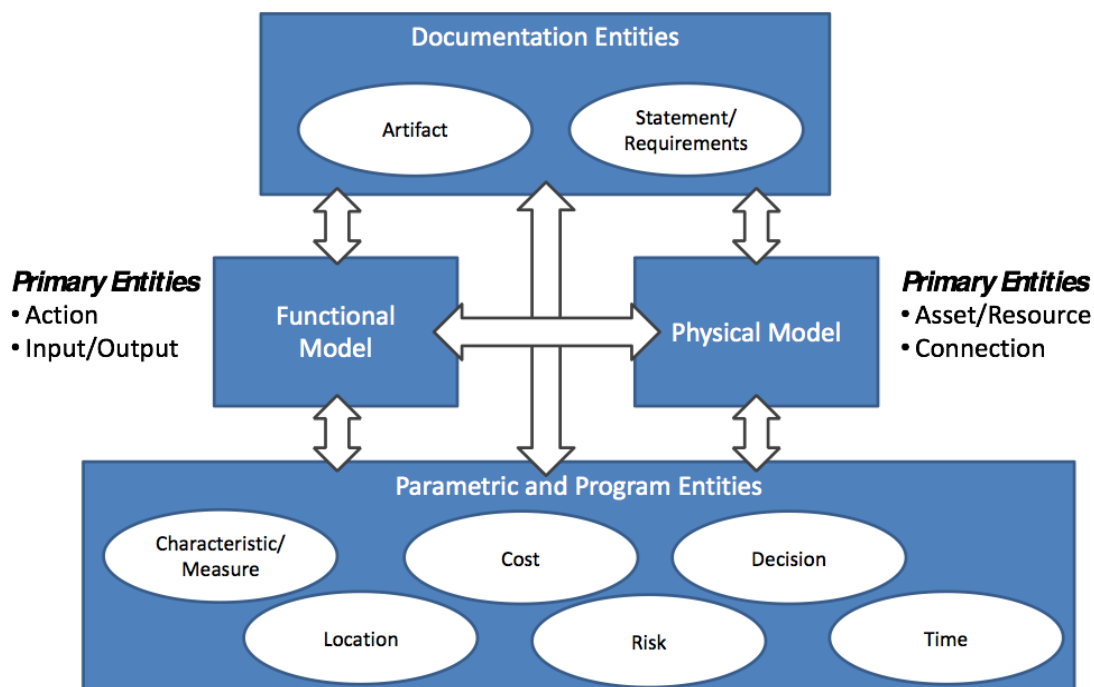 Documentation Entities
Artifact
Statement/
Requirements
Primary Entities
• Action
• Input/Output
Functional
Model
Physical Model
Primary Entities
• Asset/Resource
• Connection
Parametric and Program Entities
Characteristic/
Measure
Cost
Decision
Location
Risk
Time